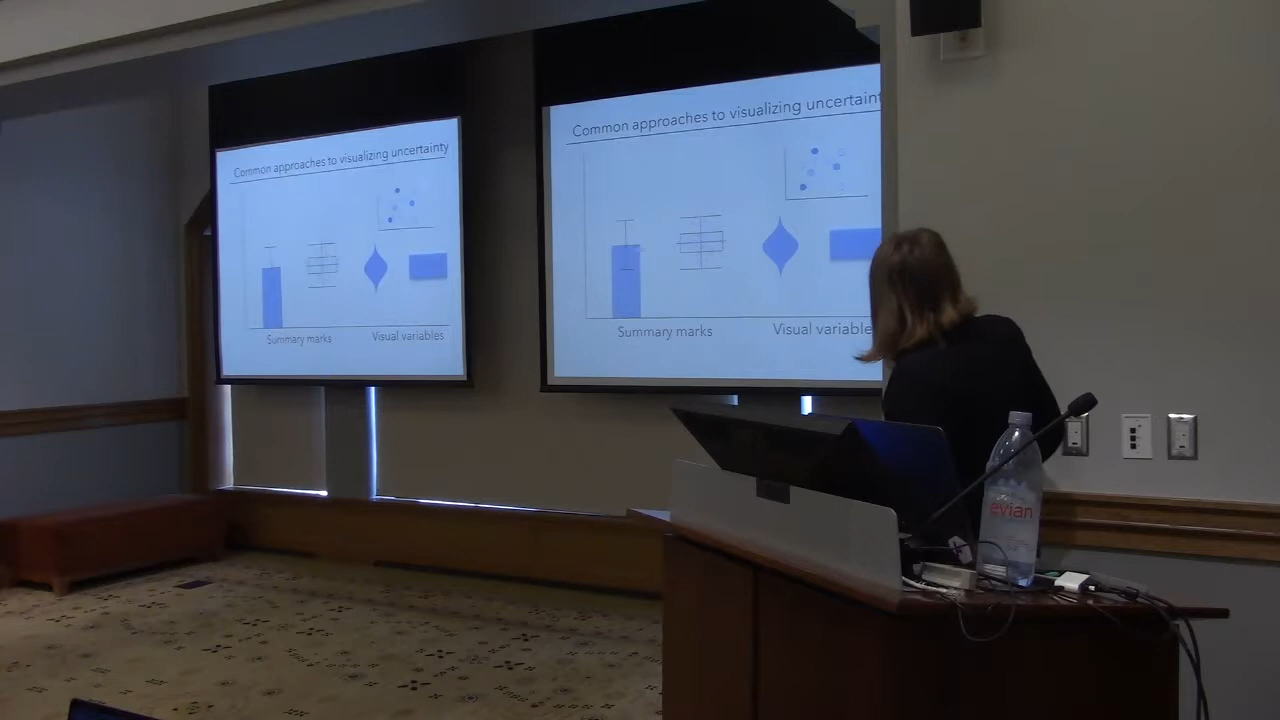 Common approaches to visualizing uncertainty
Summary marks
Visual variables
Common approaches to visualizing uncertaint
Summary marks
Visual variable
evian